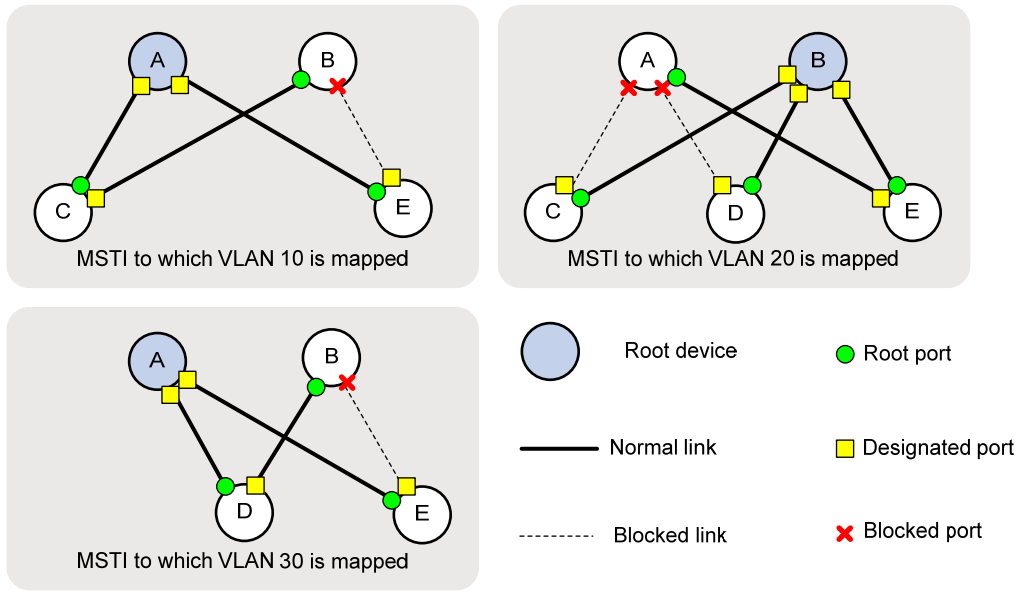 A
B
C
E
MSTI to which VLAN 10 is mapped
A
B
C
D
E
MSTI to which VLAN 20 is mapped
A
B
D
E
MSTI to which VLAN 30 is mapped
Root device
Root port
Normal link
Designated port
Blocked link
Blocked port